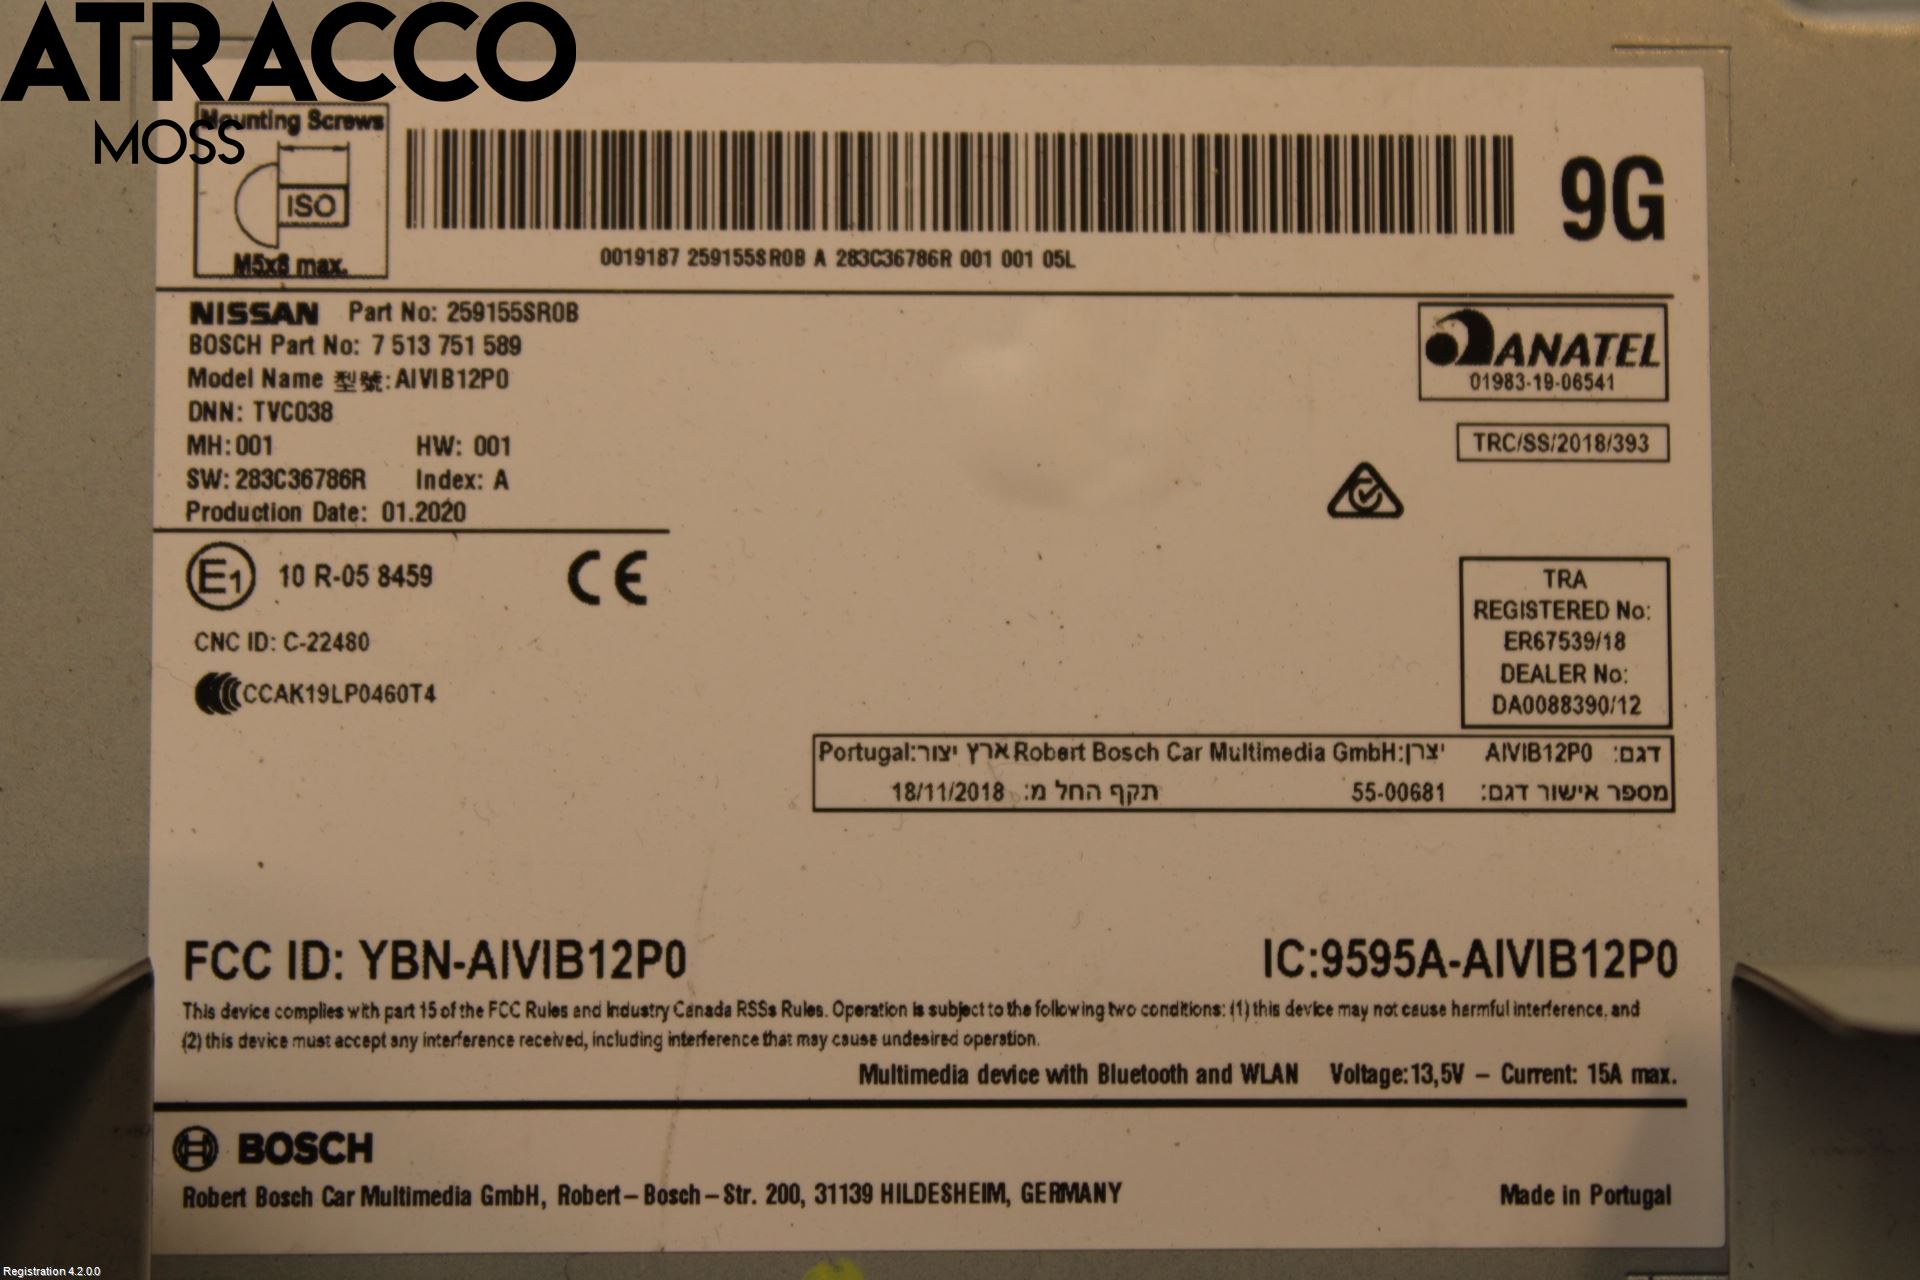 ATRACCO
MOSS
Mounting Screws
ISO
M5x8 max.
9G
0019187 259155SR0B A 283C36786R 001 001 05L
NISSAN Part No: 259155SR0B
BOSCH Part No: 7 513 751 589
Model Name 型號: AIVIB12P0
DNN: TVC038
MH: 001 HW: 001
SW: 283C36786R Index: A
Production Date: 01.2020
ANATEL
01983-19-06541
TRC/SS/2018/393
E1 10 R-05 8459 CE
CNC ID: C-22480
CCAK19LP0460T4
TRA
REGISTERED No:
ER67539/18
DEALER No:
DA0088390/12
דגם: AIVIB12P0 יצרן:Robert Bosch Car Multimedia GmbH ארץ יצור:Portugal
מספר אישור דגם: 55-00681 תקף החל מ: 18/11/2018
FCC ID: YBN-AIVIB12P0 IC:9595A-AIVIB12P0
This device complies with part 15 of the FCC Rules and Industry Canada RSSs Rules. Operation is subject to the following two conditions: (1) this device may not cause harmful interference, and
(2) this device must accept any interference received, including interference that may cause undesired operation.
Multimedia device with Bluetooth and WLAN Voltage:13,5V – Current: 15A max.
BOSCH
Robert Bosch Car Multimedia GmbH, Robert–Bosch–Str. 200, 31139 HILDESHEIM, GERMANY Made in Portugal
Registration 4.2.0.0